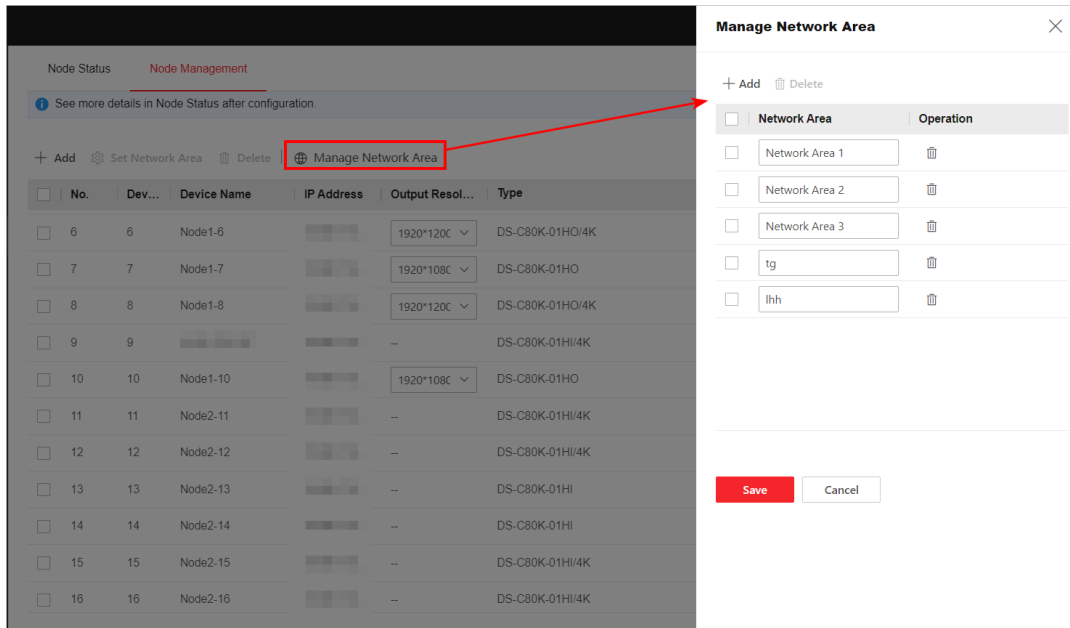 Manage Network Area
Node Status Node Management
See more details in Node Status after configuration.
Add Set Network Area Delete Manage Network Area
No. Dev... Device Name IP Address Output Resol... Type
6 6 Node1-6 1920*1200 DS-C80K-01HO/4K
7 7 Node1-7 1920*1080 DS-C80K-01HO
8 8 Node1-8 1920*1200 DS-C80K-01HO/4K
9 9 -- DS-C80K-01HI/4K
10 10 Node1-10 1920*1080 DS-C80K-01HO
11 11 Node2-11 -- DS-C80K-01HI/4K
12 12 Node2-12 -- DS-C80K-01HI/4K
13 13 Node2-13 -- DS-C80K-01HI
14 14 Node2-14 -- DS-C80K-01HI
15 15 Node2-15 -- DS-C80K-01HI/4K
16 16 Node2-16 -- DS-C80K-01HI/4K
Add Delete
Network Area Operation
Network Area 1
Network Area 2
Network Area 3
tg
lhh
Save Cancel